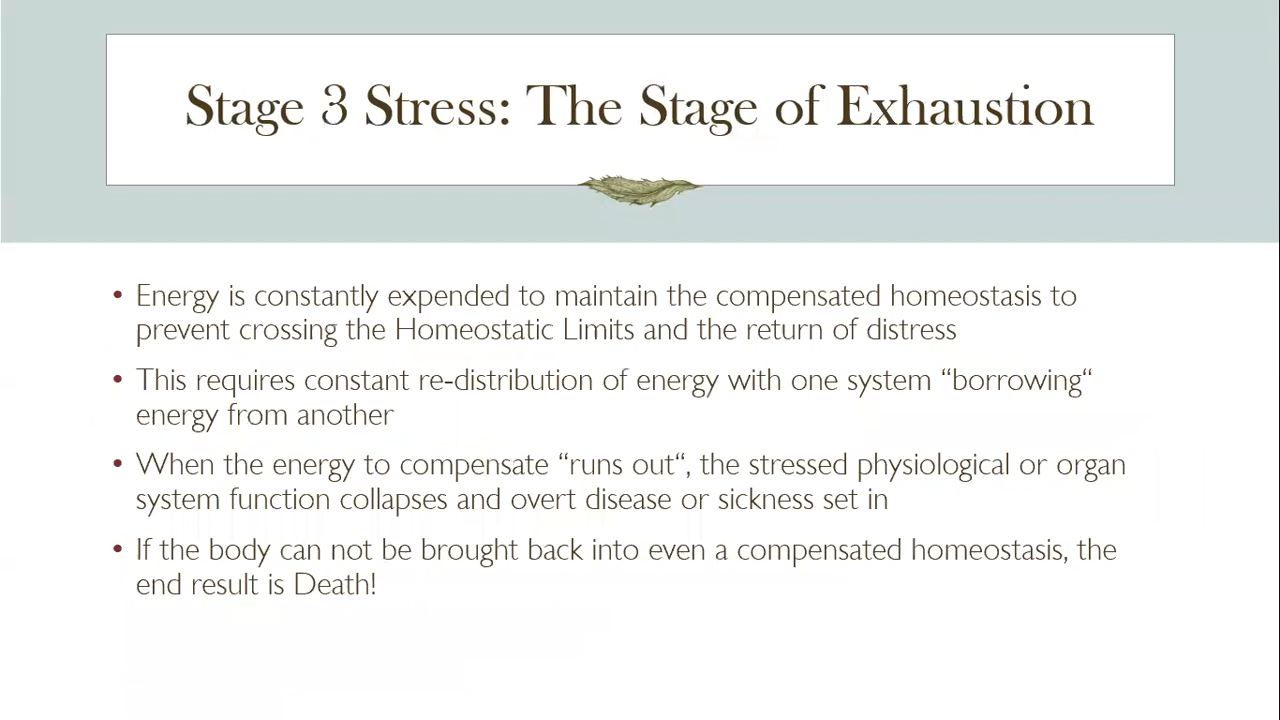 Stage 3 Stress: The Stage of Exhaustion
• Energy is constantly expended to maintain the compensated homeostasis to
prevent crossing the Homeostatic Limits and the return of distress
• This requires constant re-distribution of energy with one system “borrowing“
energy from another
• When the energy to compensate “runs out“, the stressed physiological or organ
system function collapses and overt disease or sickness set in
• If the body can not be brought back into even a compensated homeostasis, the
end result is Death!